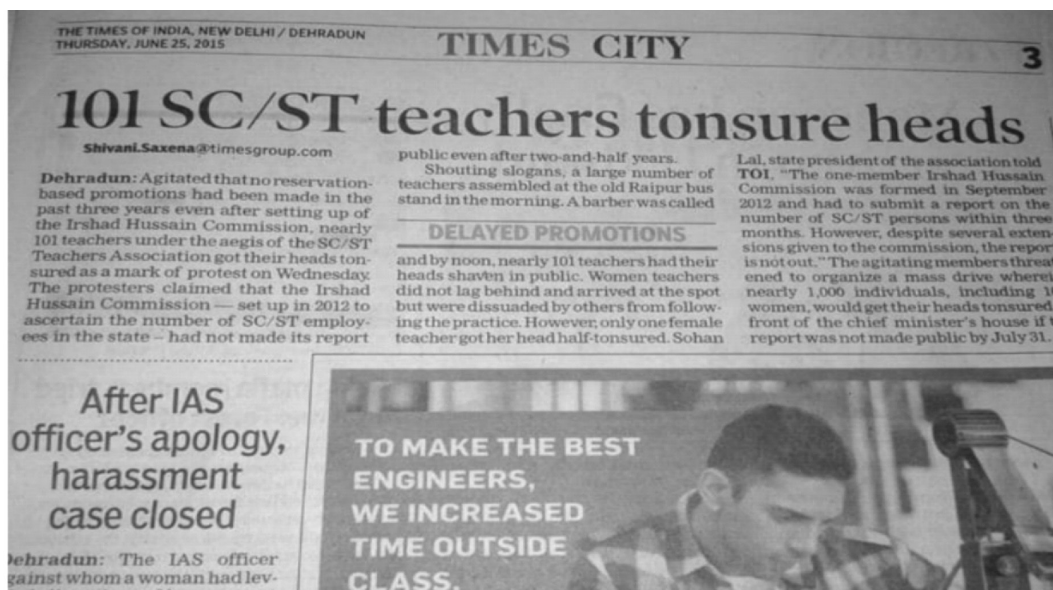 THE TIMES OF INDIA, NEW DELHI / DEHRADUN
THURSDAY, JUNE 25, 2015
TIMES CITY
3
101 SC/ST teachers tonsure heads
Shivani.Saxena@timesgroup.com
Dehradun: Agitated that no reservation-
based promotions had been made in the
past three years even after setting up of
the Irshad Hussain Commission, nearly
101 teachers under the aegis of the SC/ST
Teachers Association got their heads ton-
sured as a mark of protest on Wednesday.
The protesters claimed that the Irshad
Hussain Commission — set up in 2012 to
ascertain the number of SC/ST employ-
ees in the state – had not made its report
public even after two-and-half years.
Shouting slogans, a large number of
teachers assembled at the old Raipur bus
stand in the morning. A barber was called
DELAYED PROMOTIONS
and by noon, nearly 101 teachers had their
heads shaven in public. Women teachers
did not lag behind and arrived at the spot
but were dissuaded by others from follow-
ing the practice. However, only one female
teacher got her head half-tonsured. Sohan
Lal, state president of the association told
TOI, "The one-member Irshad Hussain
Commission was formed in September
2012 and had to submit a report on the
number of SC/ST persons within three
months. However, despite several exten-
sions given to the commission, the report
is not out." The agitating members threat
ened to organize a mass drive wherei
nearly 1,000 individuals, including
women, would get their heads tonsured
front of the chief minister's house if
report was not made public by July 31.
After IAS
officer's apology,
harassment
case closed
Dehradun: The IAS officer
gainst whom a woman had lev-
TO MAKE THE BEST
ENGINEERS,
WE INCREASED
TIME OUTSIDE
CLASS.